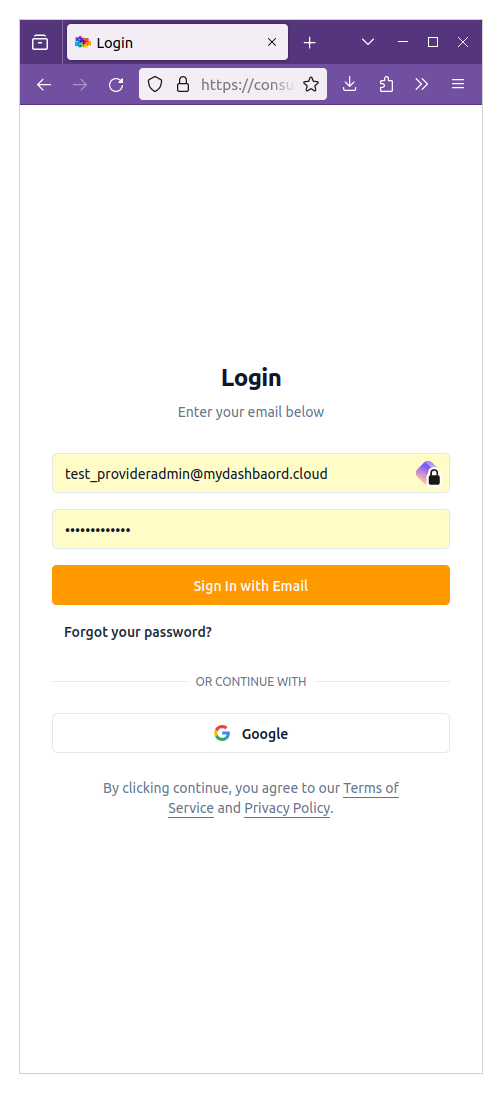 Login
https://consu
Login
Enter your email below
test_provideradmin@mydashbaord.cloud
•••••••••••••
Sign In with Email
Forgot your password?
OR CONTINUE WITH
Google
By clicking continue, you agree to our Terms of
Service and Privacy Policy.